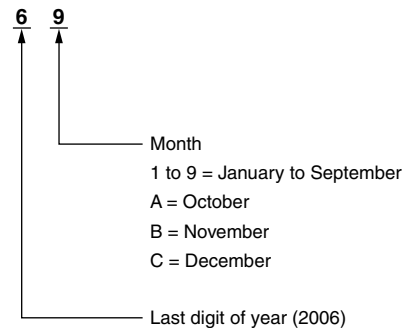 6 9
Month
1 to 9 = January to September
A = October
B = November
C = December
Last digit of year (2006)